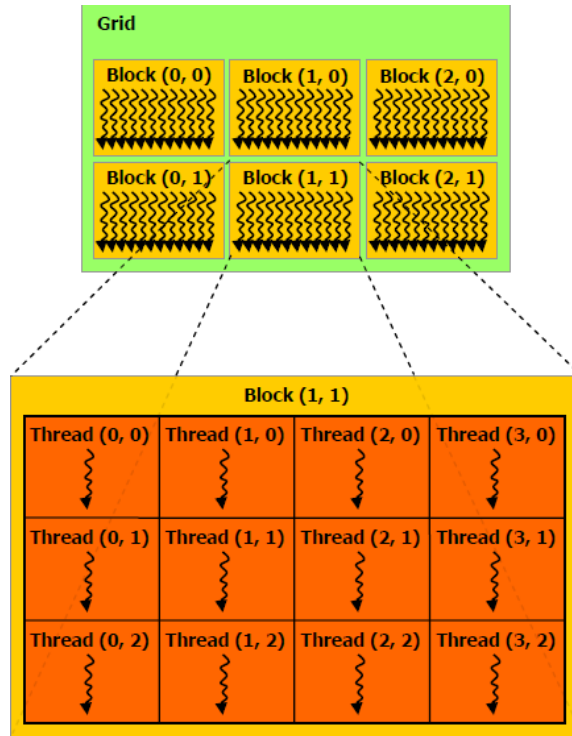 Grid
Block (0, 0) Block (1, 0) Block (2, 0)
Block (0, 1) Block (1, 1) Block (2, 1)
Block (1, 1)
Thread (0, 0) Thread (1, 0) Thread (2, 0) Thread (3, 0)
Thread (0, 1) Thread (1, 1) Thread (2, 1) Thread (3, 1)
Thread (0, 2) Thread (1, 2) Thread (2, 2) Thread (3, 2)